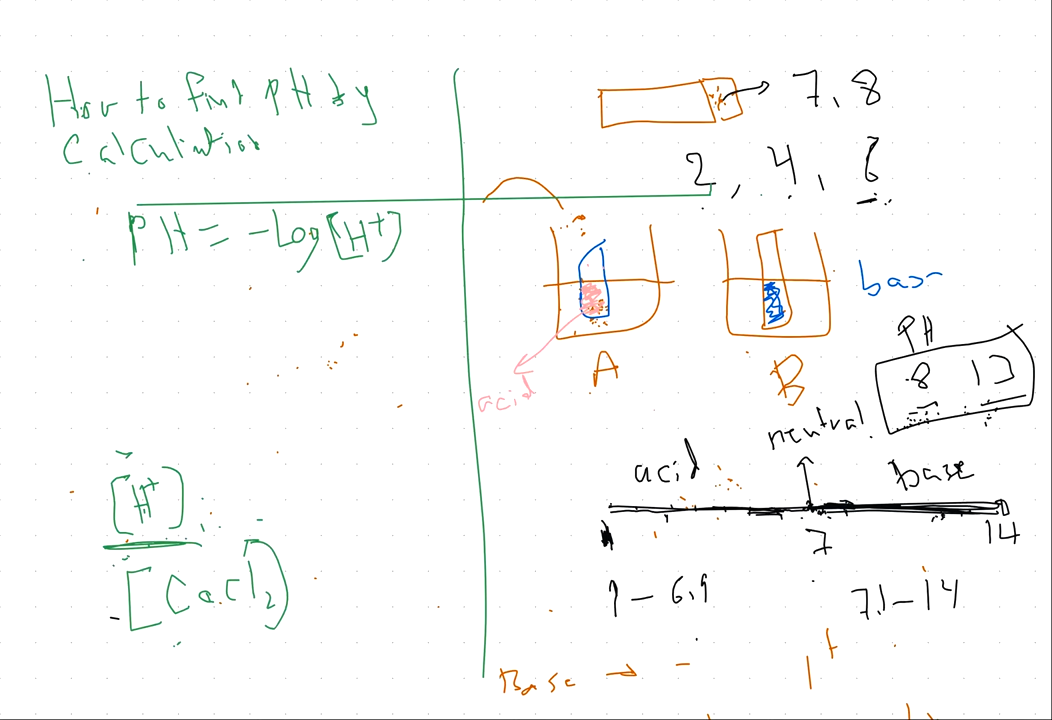 How to find PH by
Calculation
PH = -Log[H+]
[H+]
[CaCl2)
7, 8
2, 4, 6
A
B
acid
base
PH
8 13
neutral
acid
base
1
7
14
1 - 6.9
7.1 - 14
Base → -